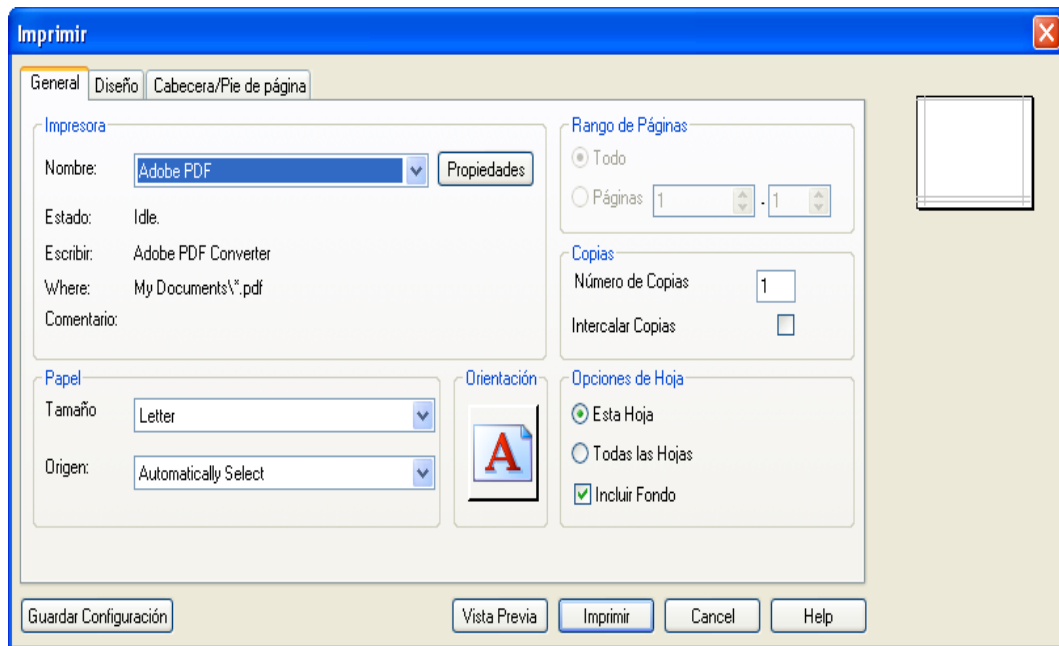 Imprimir
General Diseño Cabecera/Pie de página
Impresora
Nombre: Adobe PDF Propiedades
Estado: Idle.
Escribir: Adobe PDF Converter
Where: My Documents\*.pdf
Comentario:
Rango de Páginas
Todo
Páginas 1 - 1
Copias
Número de Copias 1
Intercalar Copias
Papel
Tamaño Letter
Origen: Automatically Select
Orientación
A
Opciones de Hoja
Esta Hoja
Todas las Hojas
Incluir Fondo
Guardar Configuración Vista Previa Imprimir Cancel Help